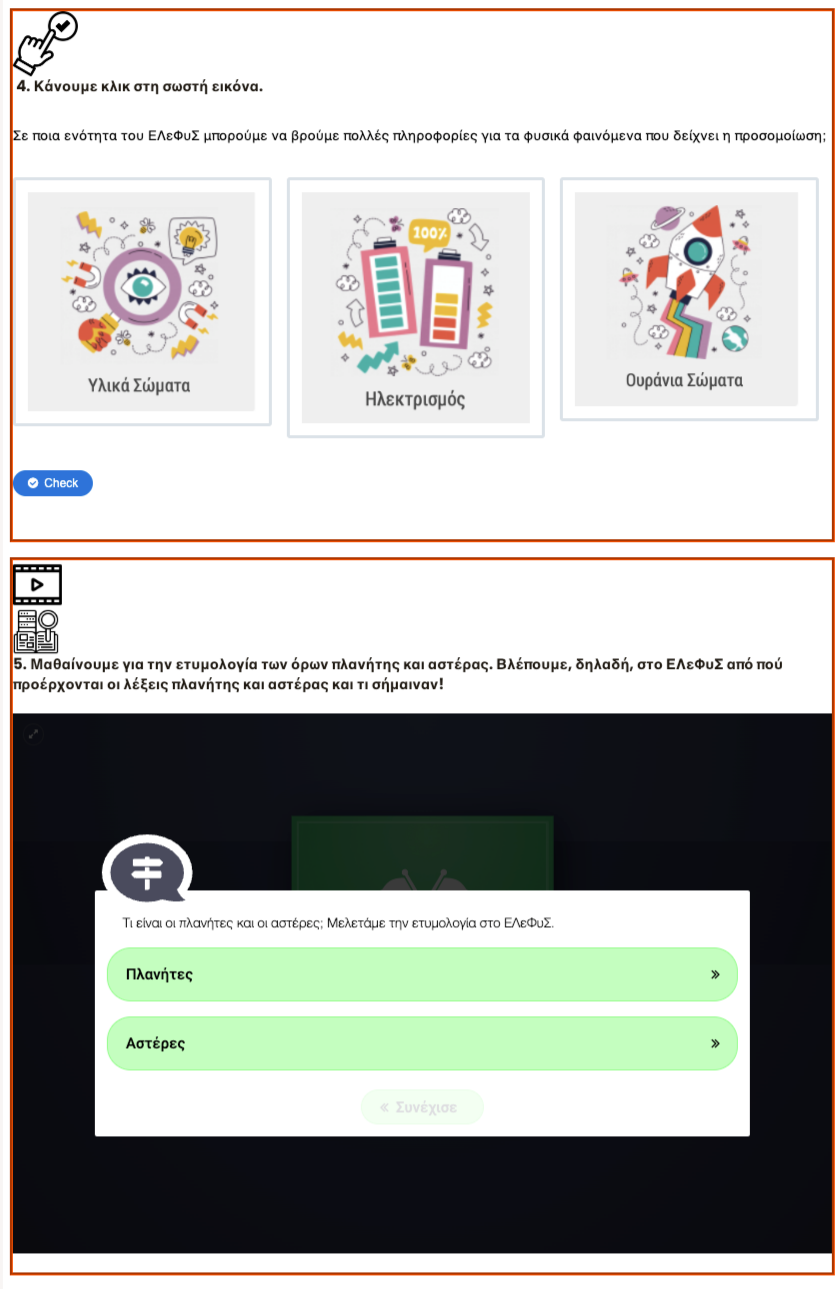 4. Κάνουμε κλικ στη σωστή εικόνα.
Σε ποια ενότητα του ΕΛεΦυΣ μπορούμε να βρούμε πολλές πληροφορίες για τα φυσικά φαινόμενα που δείχνει η προσομοίωση;
Υλικά Σώματα
100%
Ηλεκτρισμός
Ουράνια Σώματα
Check
5. Μαθαίνουμε για την ετυμολογία των όρων πλανήτης και αστέρας. Βλέπουμε, δηλαδή, στο ΕΛεΦυΣ από πού
προέρχονται οι λέξεις πλανήτης και αστέρας και τι σήμαιναν!
Τι είναι οι πλανήτες και οι αστέρες; Μελετάμε την ετυμολογία στο ΕΛεΦυΣ.
Πλανήτες
Αστέρες
Συνέχισε